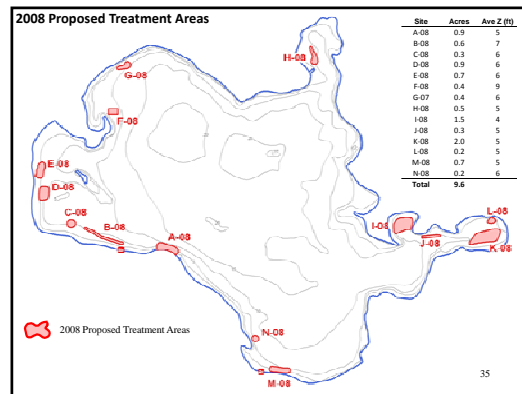 2008 Proposed Treatment Areas
Site Acres Ave Z (ft)
A-08 0.9 5
B-08 0.6 7
C-08 0.3 6
D-08 0.9 6
E-08 0.7 6
F-08 0.4 9
G-07 0.4 6
H-08 0.5 5
I-08 1.5 4
J-08 0.3 5
K-08 2.0 5
L-08 0.2 5
M-08 0.7 5
N-08 0.2 6
Total 9.6
H-08
G-08
F-08
E-08
D-08
C-08
B-08
A-08
I-08
J-08
L-08
K-08
N-08
M-08
2008 Proposed Treatment Areas
35